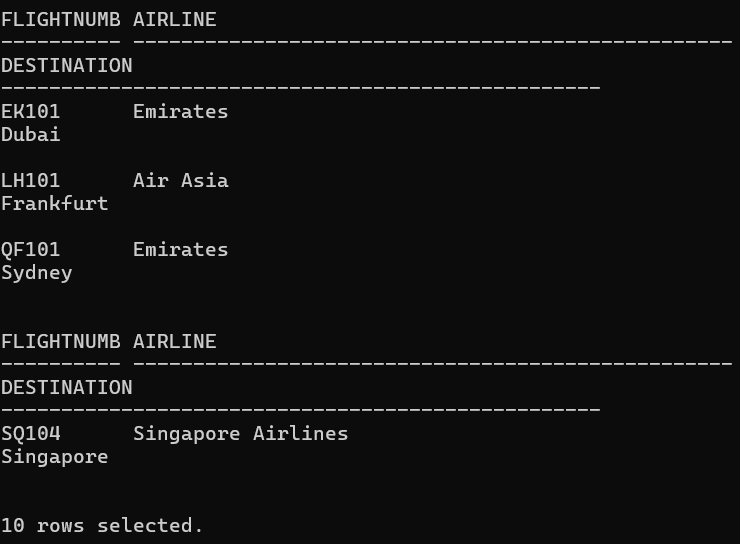 FLIGHTNUMB AIRLINE
---------- --------------------------------------------------
DESTINATION
--------------------------------------------------
EK101      Emirates
Dubai
LH101      Air Asia
Frankfurt
QF101      Emirates
Sydney
FLIGHTNUMB AIRLINE
---------- --------------------------------------------------
DESTINATION
--------------------------------------------------
SQ104      Singapore Airlines
Singapore
10 rows selected.